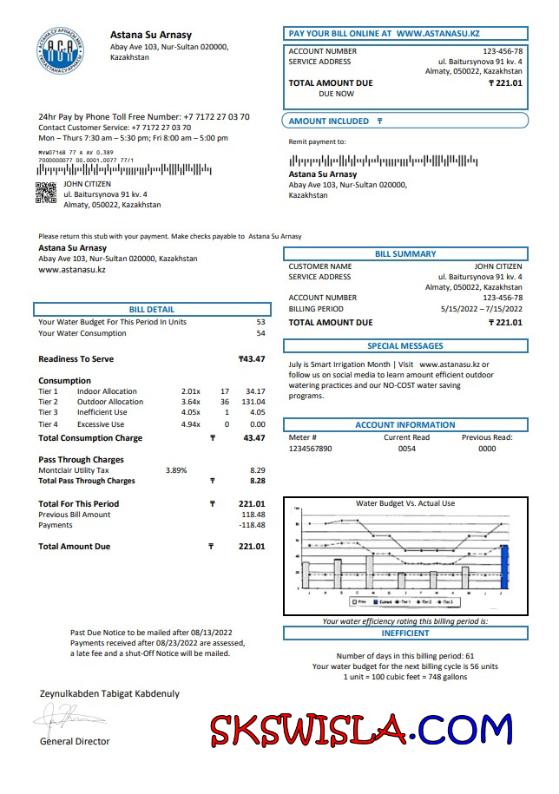 Astana Su Arnasy
Abay Ave 103, Nur-Sultan 020000,
Kazakhstan
PAY YOUR BILL ONLINE AT WWW.ASTANASU.KZ
ACCOUNT NUMBER 123-456-78
SERVICE ADDRESS ul. Baitursynova 91 kv. 4
Almaty, 050022, Kazakhstan
TOTAL AMOUNT DUE ₸ 221.01
DUE NOW
AMOUNT INCLUDED ₸
24hr Pay by Phone Toll Free Number: +7 7172 27 03 70
Contact Customer Service: +7 7172 27 03 70
Mon – Thurs 7:30 am – 5:30 pm; Fri 8:00 am – 5:00 pm
7000000077 00.0001.0077 77/1
JOHN CITIZEN
ul. Baitursynova 91 kv. 4
Almaty, 050022, Kazakhstan
Remit payment to:
Astana Su Arnasy
Abay Ave 103, Nur-Sultan 020000,
Kazakhstan
Please return this stub with your payment. Make checks payable to Astana Su Arnasy
Astana Su Arnasy
Abay Ave 103, Nur-Sultan 020000, Kazakhstan
www.astanasu.kz
BILL SUMMARY
CUSTOMER NAME JOHN CITIZEN
SERVICE ADDRESS ul. Baitursynova 91 kv. 4
Almaty, 050022, Kazakhstan
ACCOUNT NUMBER 123-456-78
BILLING PERIOD 5/15/2022 – 7/15/2022
TOTAL AMOUNT DUE ₸ 221.01
BILL DETAIL
Your Water Budget For This Period In Units 53
Your Water Consumption 54
Readiness To Serve ₸43.47
Consumption
Tier 1 Indoor Allocation 2.01x 17 34.17
Tier 2 Outdoor Allocation 3.64x 36 131.04
Tier 3 Inefficient Use 4.05x 1 4.05
Tier 4 Excessive Use 4.94x 0 0.00
Total Consumption Charge ₸ 43.47
Pass Through Charges
Montclair Utility Tax 3.89% 8.29
Total Pass Through Charges ₸ 8.28
Total For This Period ₸ 221.01
Previous Bill Amount 118.48
Payments -118.48
Total Amount Due ₸ 221.01
SPECIAL MESSAGES
July is Smart Irrigation Month | Visit www.astanasu.kz or
follow us on social media to learn amount efficient outdoor
watering practices and our NO-COST water saving
programs.
ACCOUNT INFORMATION
Meter # Current Read Previous Read:
1234567890 0054 0000
Water Budget Vs. Actual Use
Your water efficiency rating this billing period is:
INEFFICIENT
Number of days in this billing period: 61
Your water budget for the next billing cycle is 56 units
1 unit = 100 cubic feet = 748 gallons
Past Due Notice to be mailed after 08/13/2022
Payments received after 08/23/2022 are assessed,
a late fee and a shut-Off Notice will be mailed.
Zeynulkabden Tabigat Kabdenuly
General Director
SKSWISLA.COM